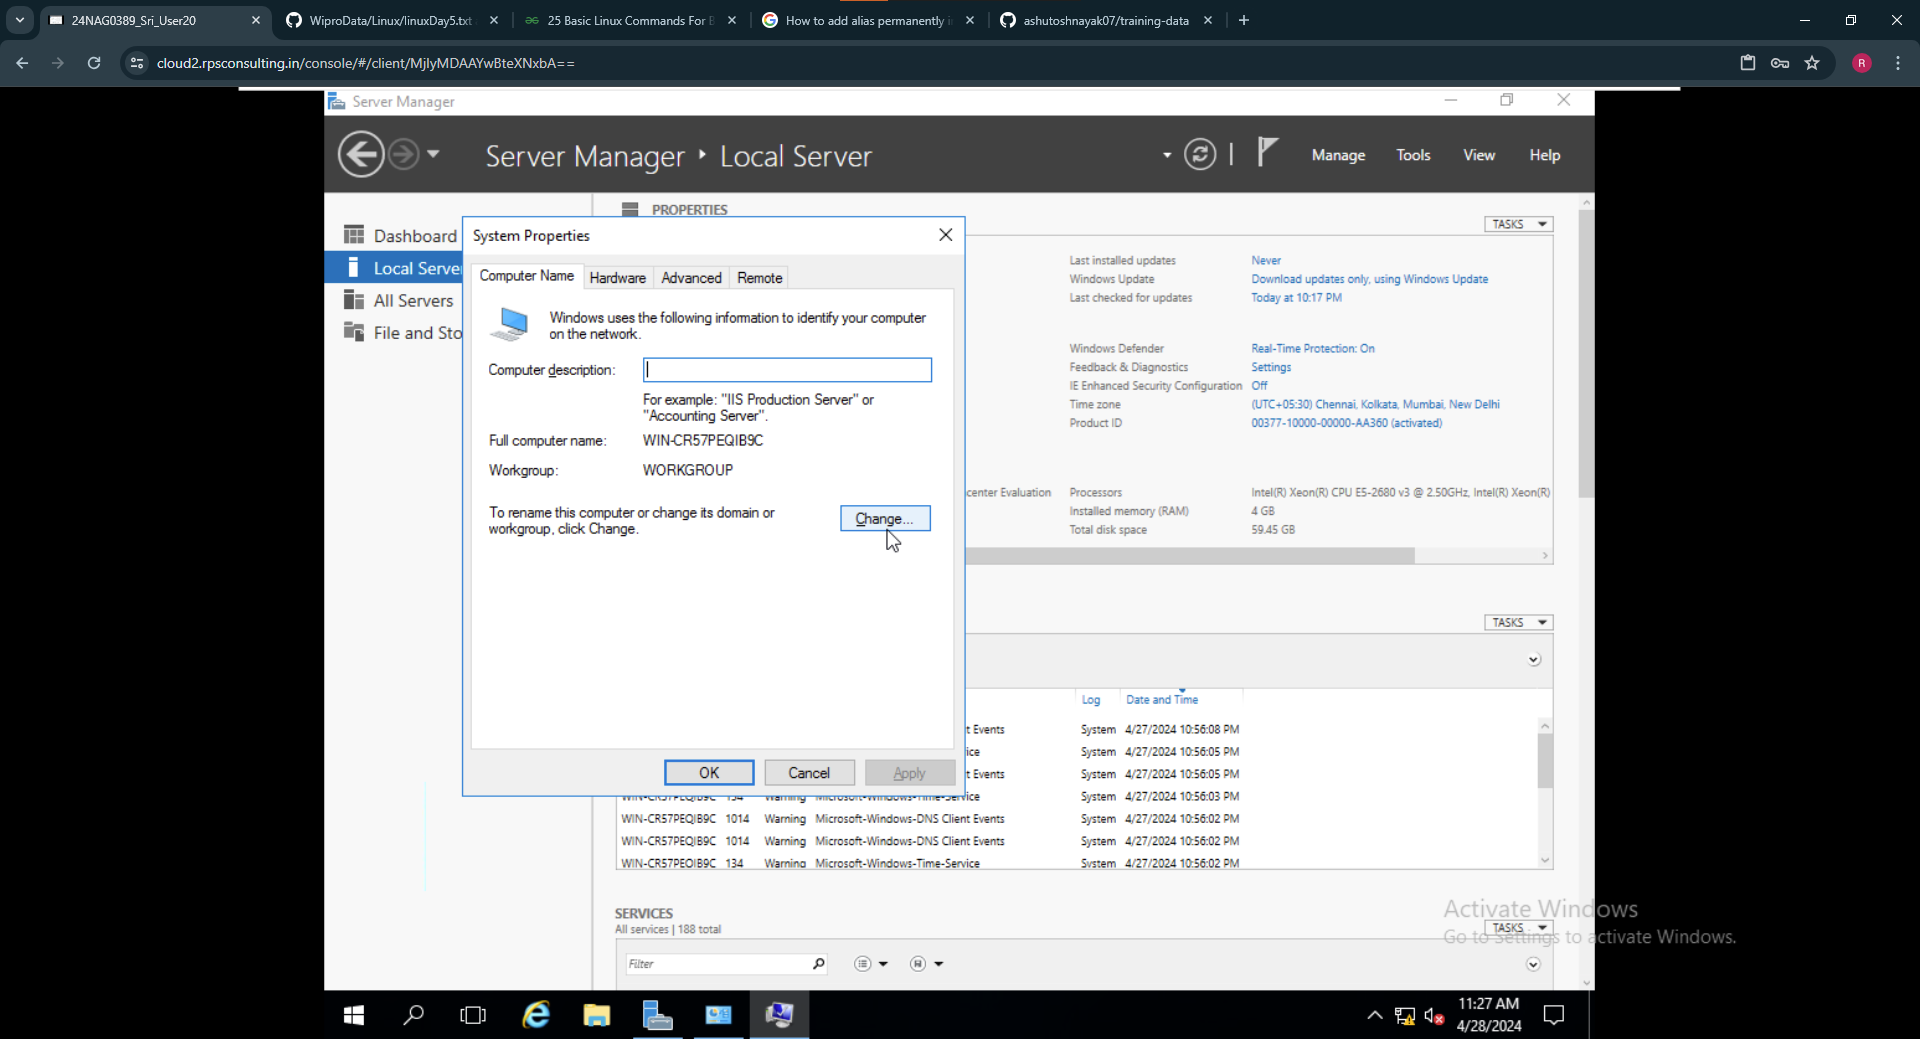 24NAG0389_Sri_User20
WiproData/Linux/linuxDay5.txt
25 Basic Linux Commands For B
How to add alias permanently i
ashutoshnayak07/training-data
cloud2.rpsconsulting.in/console/#/client/MjIyMDAAYwBteXNxbA==
R
Server Manager
Server Manager
Local Server
Manage
Tools
View
Help
Dashboard
Local Server
All Servers
File and Sto
PROPERTIES
TASKS
System Properties
Computer Name
Hardware
Advanced
Remote
Windows uses the following information to identify your computer
on the network.
Computer description:
For example: "IIS Production Server" or
"Accounting Server".
Full computer name: WIN-CR57PEQIB9C
Workgroup: WORKGROUP
To rename this computer or change its domain or
workgroup, click Change.
Change...
OK
Cancel
Apply
Last installed updates Never
Windows Update Download updates only, using Windows Update
Last checked for updates Today at 10:17 PM
Windows Defender Real-Time Protection: On
Feedback & Diagnostics Settings
IE Enhanced Security Configuration Off
Time zone (UTC+05:30) Chennai, Kolkata, Mumbai, New Delhi
Product ID 00377-10000-00000-AA360 (activated)
center Evaluation
Processors Intel(R) Xeon(R) CPU E5-2680 v3 @ 2.50GHz, Intel(R) Xeon(R)
Installed memory (RAM) 4 GB
Total disk space 59.45 GB
TASKS
Log Date and Time
t Events System 4/27/2024 10:56:08 PM
ice System 4/27/2024 10:56:05 PM
t Events System 4/27/2024 10:56:05 PM
WIN-CR57PEQIB9C 134 Warning Microsoft-Windows-Time-Service System 4/27/2024 10:56:03 PM
WIN-CR57PEQIB9C 1014 Warning Microsoft-Windows-DNS Client Events System 4/27/2024 10:56:02 PM
WIN-CR57PEQIB9C 1014 Warning Microsoft-Windows-DNS Client Events System 4/27/2024 10:56:02 PM
WIN-CR57PEQIB9C 134 Warning Microsoft-Windows-Time-Service System 4/27/2024 10:56:02 PM
SERVICES
All services | 188 total
TASKS
Filter
Activate Windows
Go to Settings to activate Windows.
11:27 AM
4/28/2024